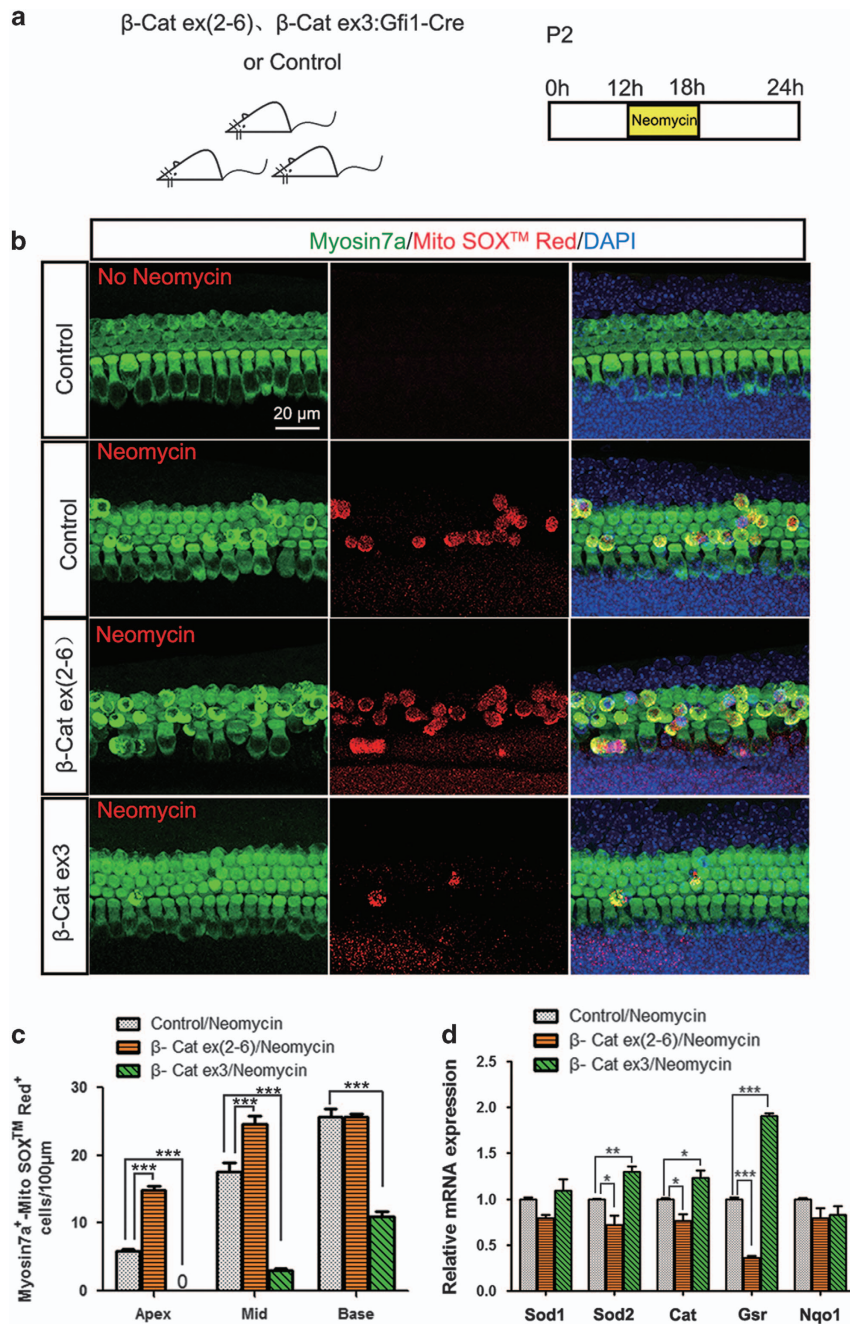 a
β-Cat ex(2-6)、β-Cat ex3:Gfi1-Cre
or Control
P2
0h 12h 18h 24h
Neomycin
b
Myosin7a/Mito SOX™ Red/DAPI
Control
No Neomycin
20 μm
Control
Neomycin
β-Cat ex(2-6）
Neomycin
β-Cat ex3
Neomycin
c
Control/Neomycin
β- Cat ex(2-6)/Neomycin
β- Cat ex3/Neomycin
Myosin7a⁺-Mito SOX™ Red⁺
cells/100μm
30
20
10
0
***
***
***
***
***
0
Apex Mid Base
d
Control/Neomycin
β- Cat ex(2-6)/Neomycin
β- Cat ex3/Neomycin
Relative mRNA expression
2.5
2.0
1.5
1.0
0.5
0.0
**
*
*
*
***
***
Sod1 Sod2 Cat Gsr Nqo1